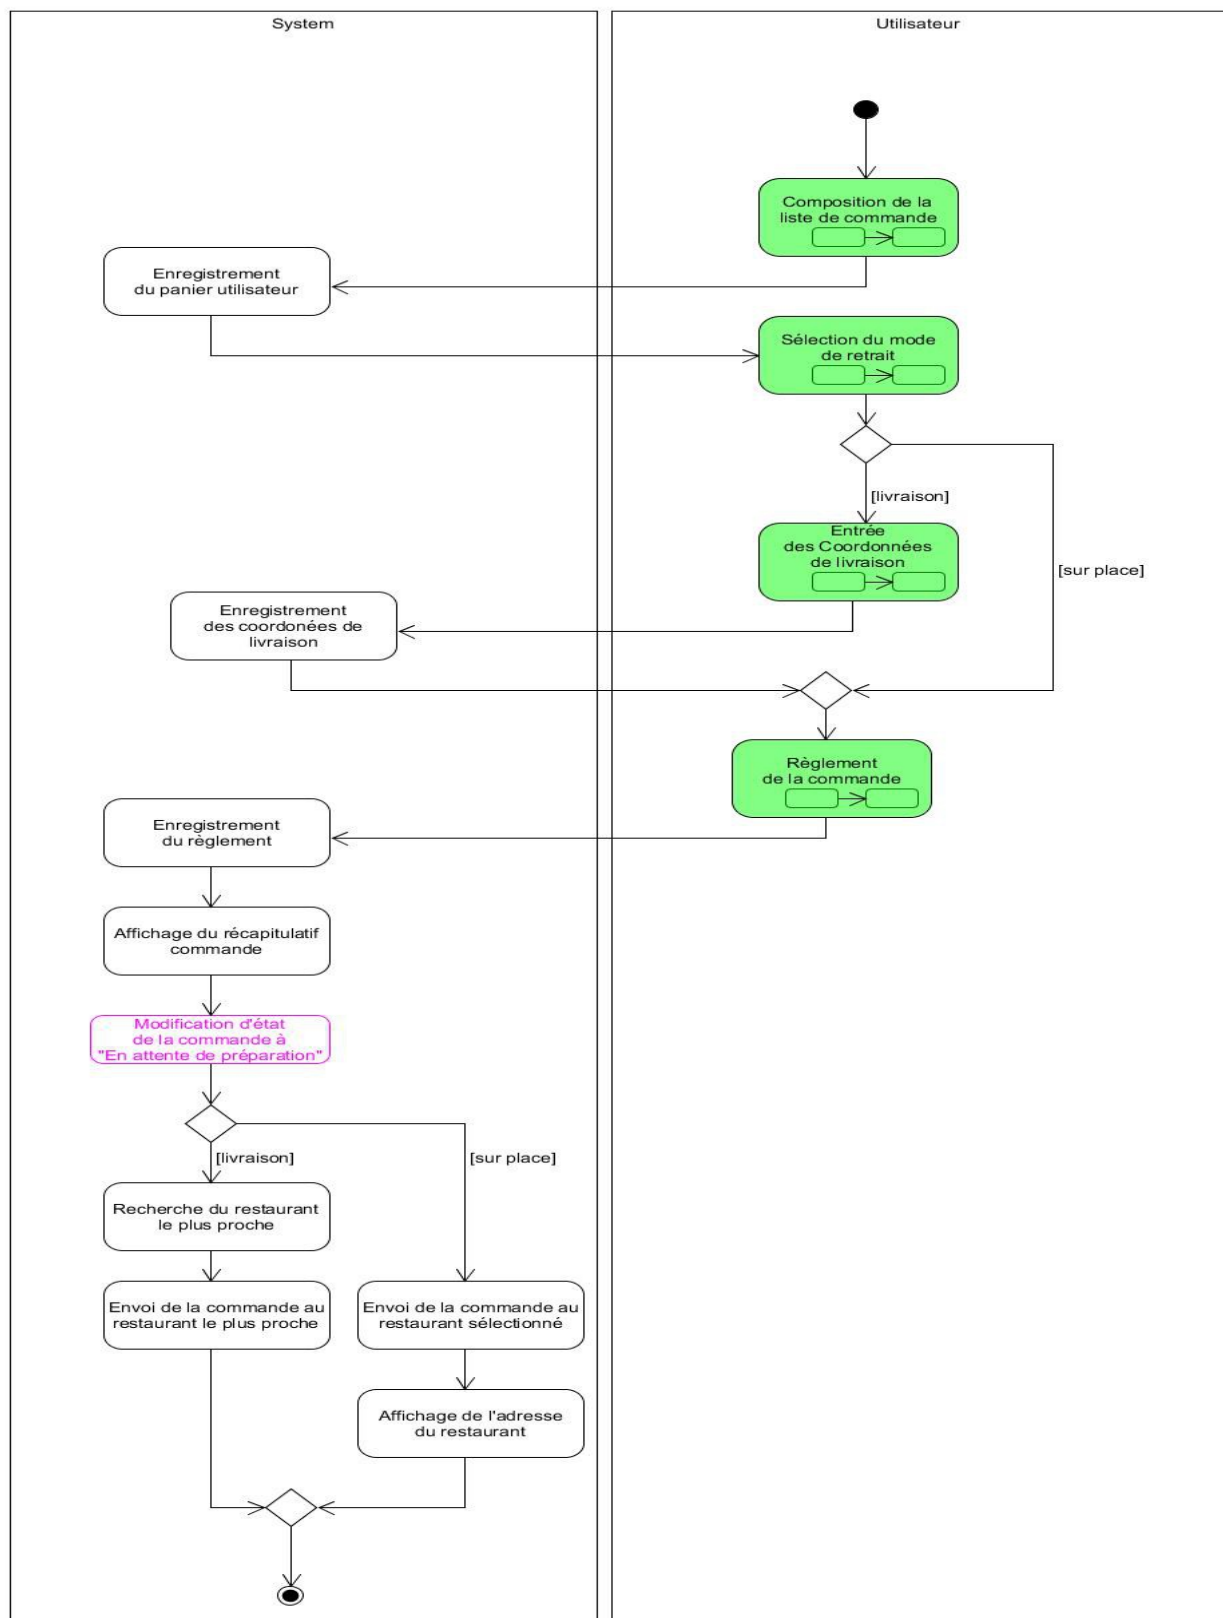 System
Utilisateur
Composition de la
liste de commande
Enregistrement
du panier utilisateur
Sélection du mode
de retrait
[livraison]
Entrée
des Coordonnées
de livraison
[sur place]
Enregistrement
des coordonées de
livraison
Règlement
de la commande
Enregistrement
du règlement
Affichage du récapitulatif
commande
Modification d'état
de la commande à
"En attente de préparation"
[livraison]
[sur place]
Recherche du restaurant
le plus proche
Envoi de la commande au
restaurant le plus proche
Envoi de la commande au
restaurant sélectionné
Affichage de l'adresse
du restaurant